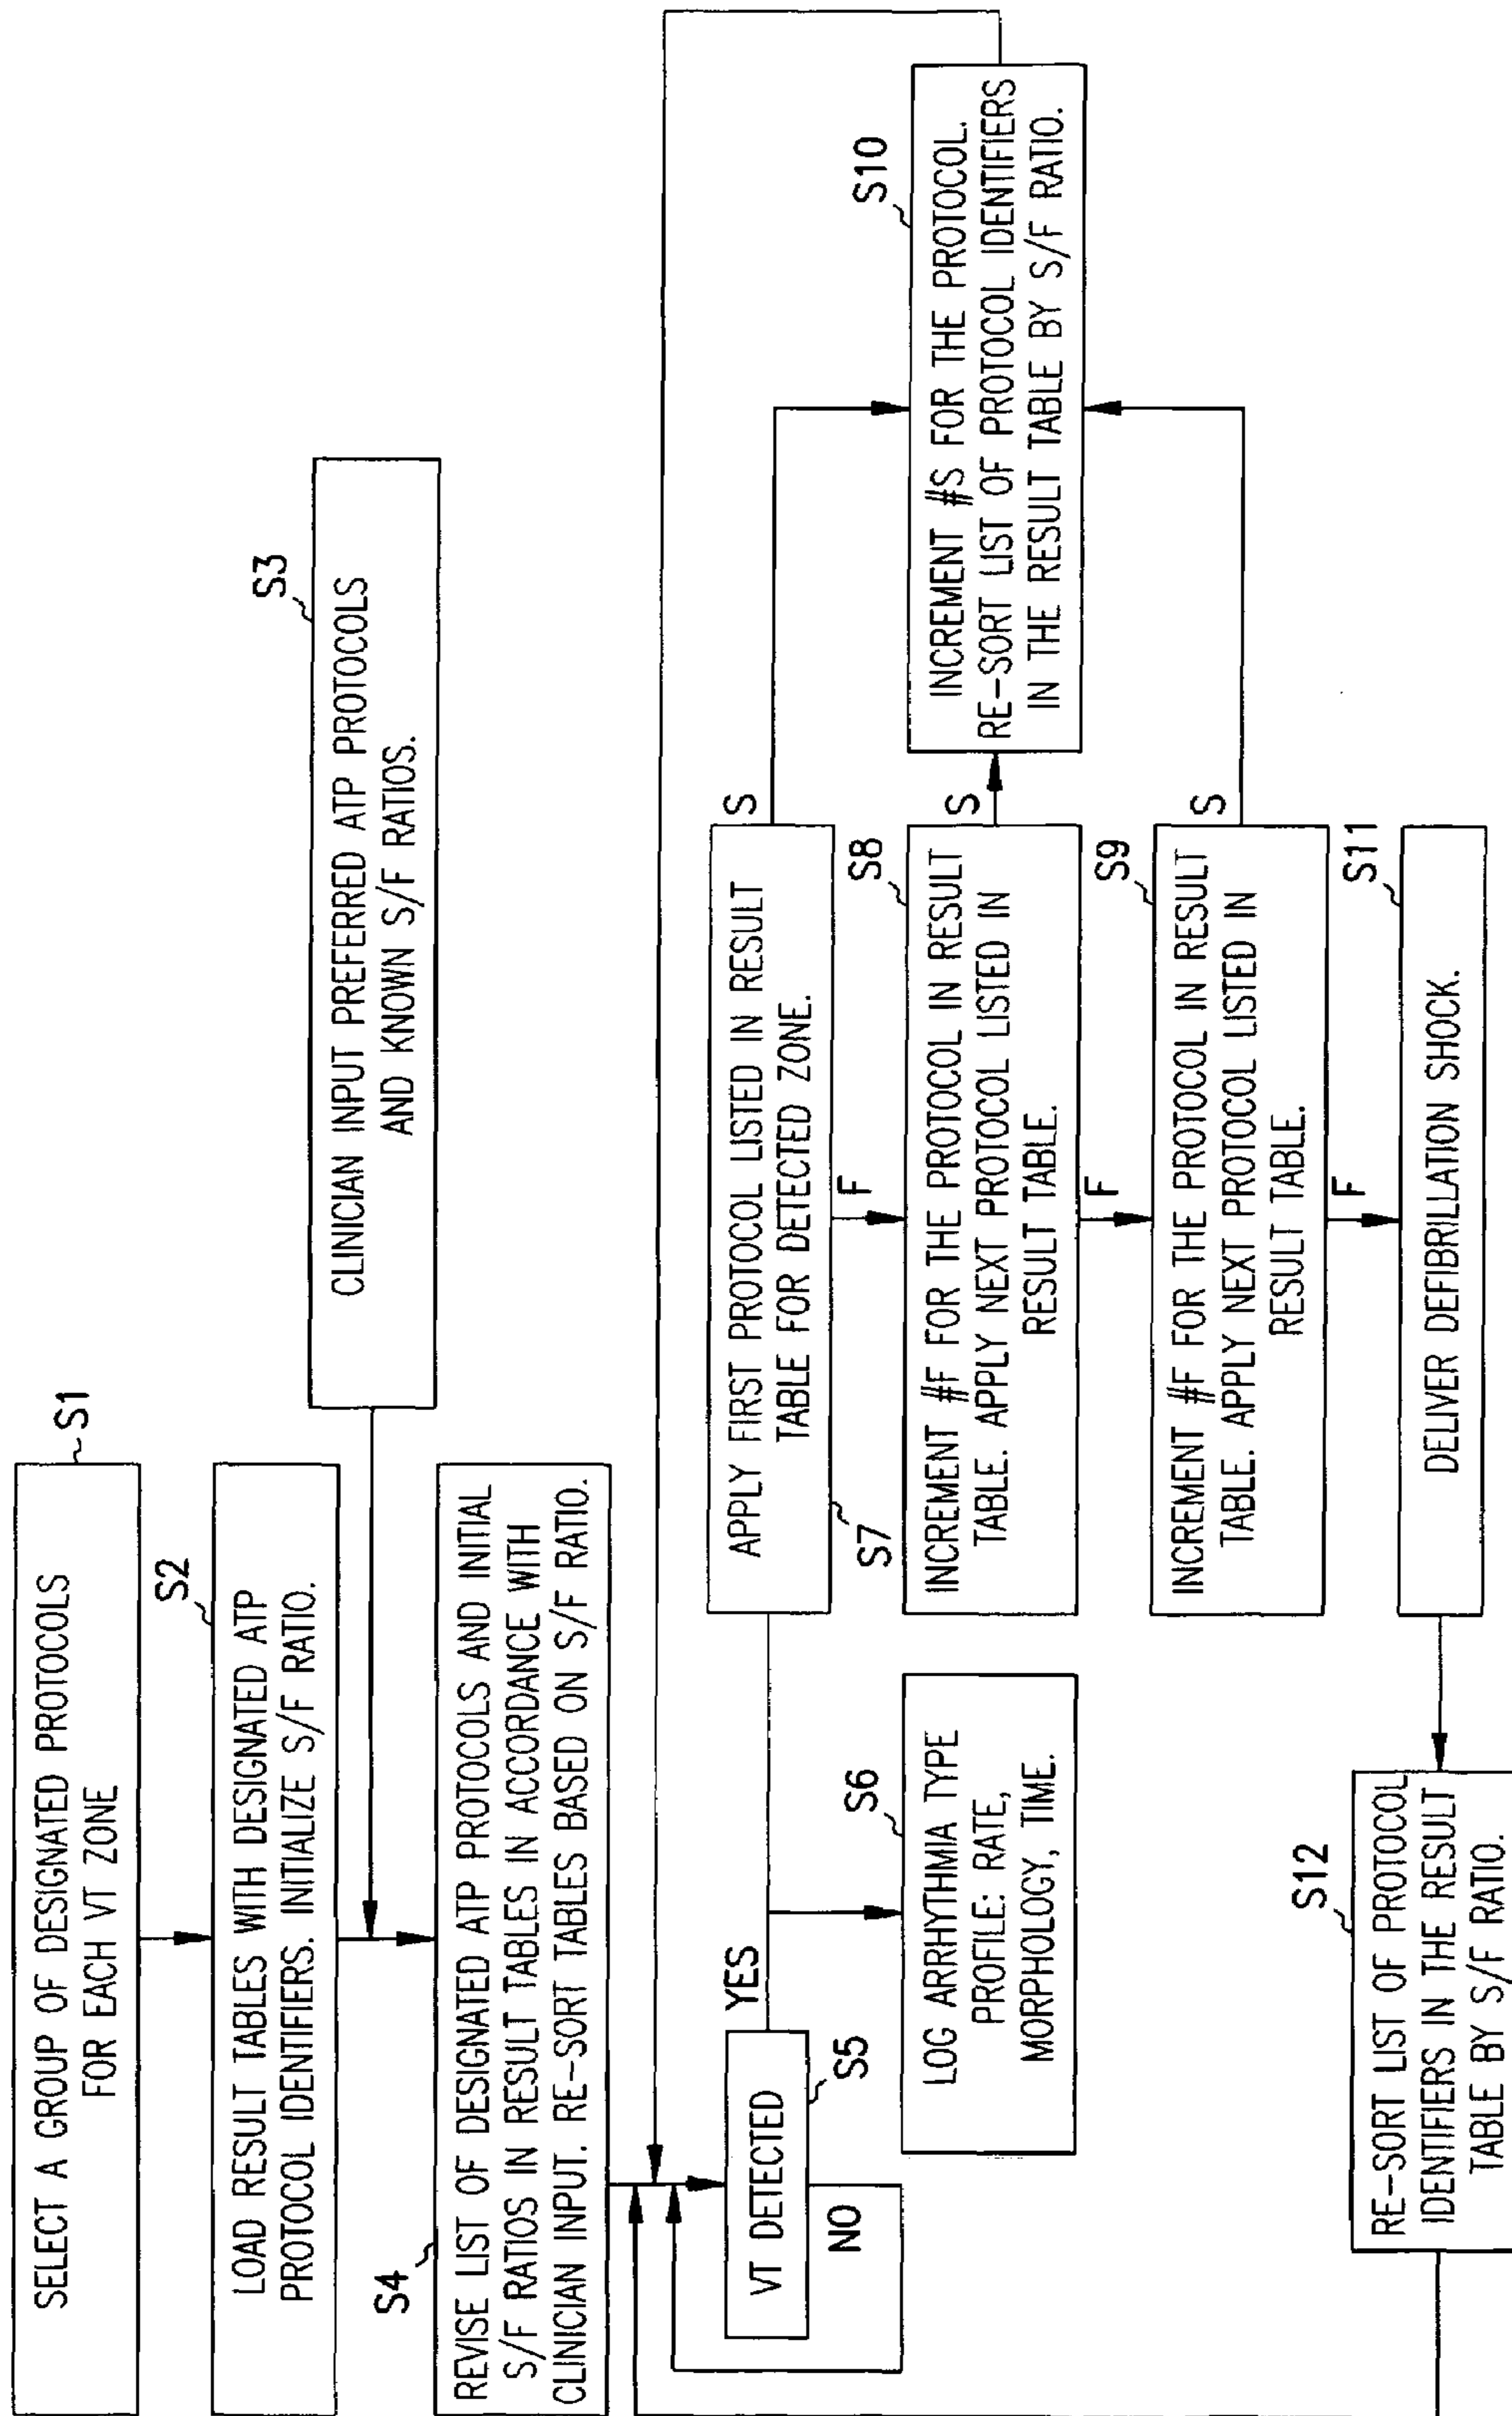 SELECT A GROUP OF DESIGNATED PROTOCOLS
FOR EACH VT ZONE
S1
LOAD RESULT TABLES WITH DESIGNATED ATP
PROTOCOL IDENTIFIERS. INITIALIZE S/F RATIO.
S2
CLINICIAN INPUT PREFERRED ATP PROTOCOLS
AND KNOWN S/F RATIOS.
S3
REVISE LIST OF DESIGNATED ATP PROTOCOLS AND INITIAL
S/F RATIOS IN RESULT TABLES IN ACCORDANCE WITH
CLINICIAN INPUT. RE-SORT TABLES BASED ON S/F RATIO.
S4
VT DETECTED
S5
YES
NO
LOG ARRHYTHMIA TYPE
PROFILE: RATE,
MORPHOLOGY, TIME.
S6
APPLY FIRST PROTOCOL LISTED IN RESULT
TABLE FOR DETECTED ZONE.
S7
S
F
INCREMENT #F FOR THE PROTOCOL IN RESULT
TABLE. APPLY NEXT PROTOCOL LISTED IN
RESULT TABLE.
S8
S
F
INCREMENT #F FOR THE PROTOCOL IN RESULT
TABLE. APPLY NEXT PROTOCOL LISTED IN
RESULT TABLE.
S9
S
F
INCREMENT #S FOR THE PROTOCOL.
RE-SORT LIST OF PROTOCOL IDENTIFIERS
IN THE RESULT TABLE BY S/F RATIO.
S10
DELIVER DEFIBRILLATION SHOCK.
S11
RE-SORT LIST OF PROTOCOL
IDENTIFIERS IN THE RESULT
TABLE BY S/F RATIO.
S12